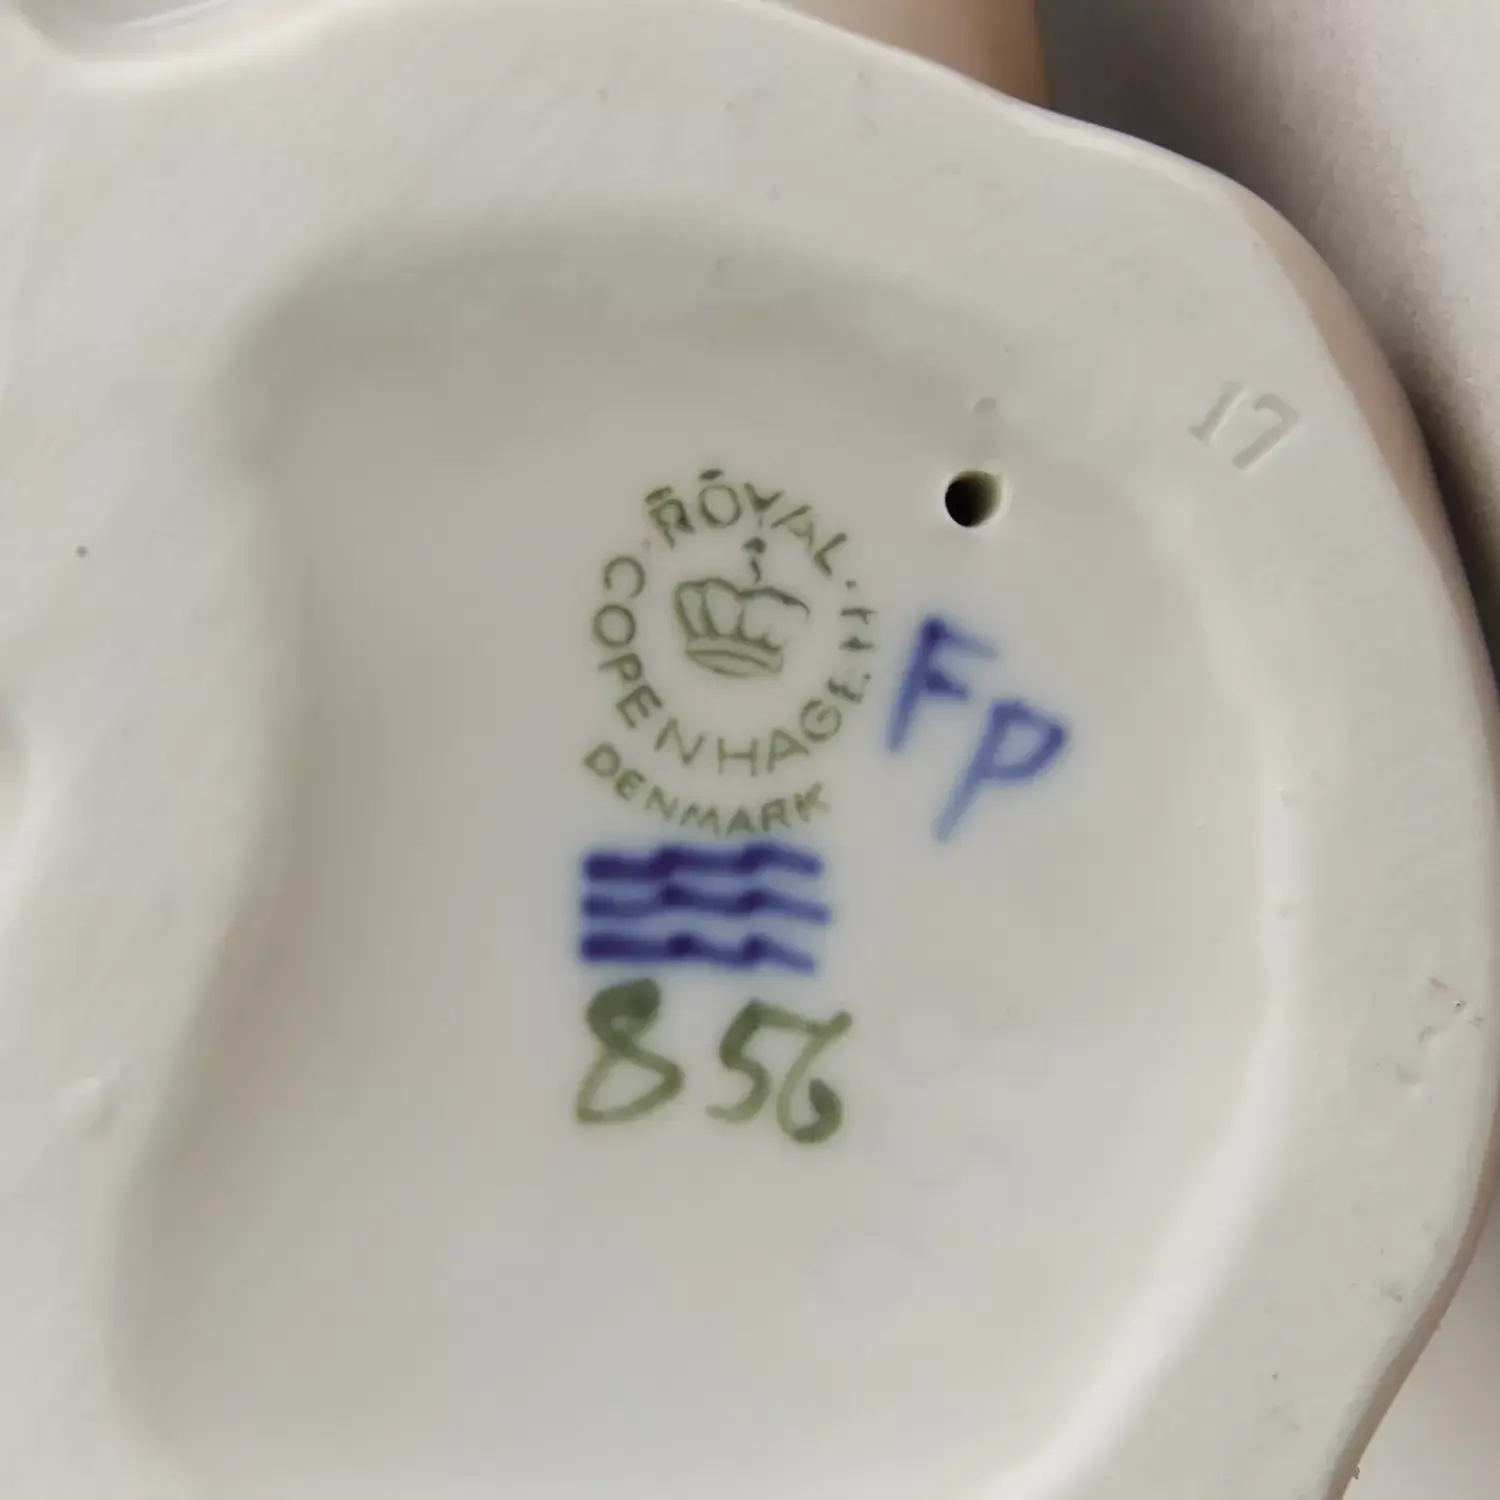 17
ROYAL · COPENHAGEN ·
DENMARK
FP
856